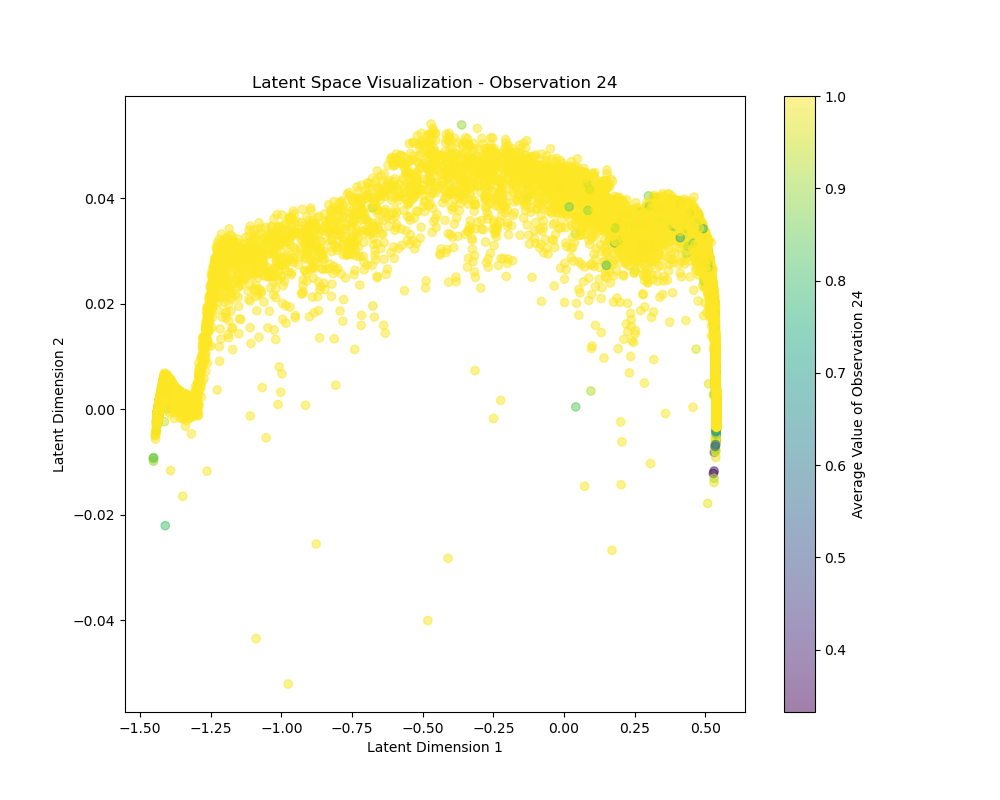 Latent Space Visualization - Observation 24
Latent Dimension 2
0.04
0.02
0.00
−0.02
−0.04
−1.50 −1.25 −1.00 −0.75 −0.50 −0.25 0.00 0.25 0.50
Latent Dimension 1
1.0
0.9
0.8
0.7
0.6
0.5
0.4
Average Value of Observation 24